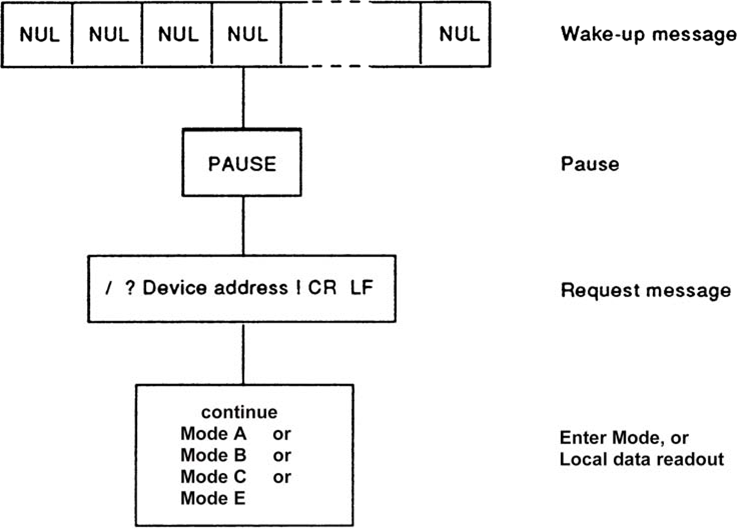 NUL NUL NUL NUL NUL Wake-up message
PAUSE Pause
/ ? Device address ! CR LF Request message
continue
Mode A or
Mode B or
Mode C or
Mode E
Enter Mode, or
Local data readout